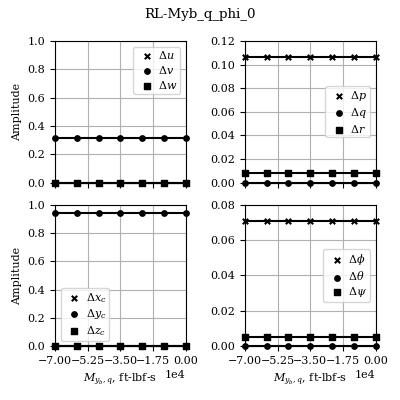 RL-Myb_q_phi_0
1.0
0.8
0.6
0.4
0.2
0.0
Amplitude
Δu
Δv
Δw
0.12
0.10
0.08
0.06
0.04
0.02
0.00
Δp
Δq
Δr
1.0
0.8
0.6
0.4
0.2
0.0
Amplitude
Δx_c
Δy_c
Δz_c
−7.00 −5.25 −3.50 −1.75 0.00
1e4
M_{y_b,q}, ft-lbf-s
0.08
0.06
0.04
0.02
0.00
Δϕ
Δθ
Δψ
−7.00 −5.25 −3.50 −1.75 0.00
1e4
M_{y_b,q}, ft-lbf-s